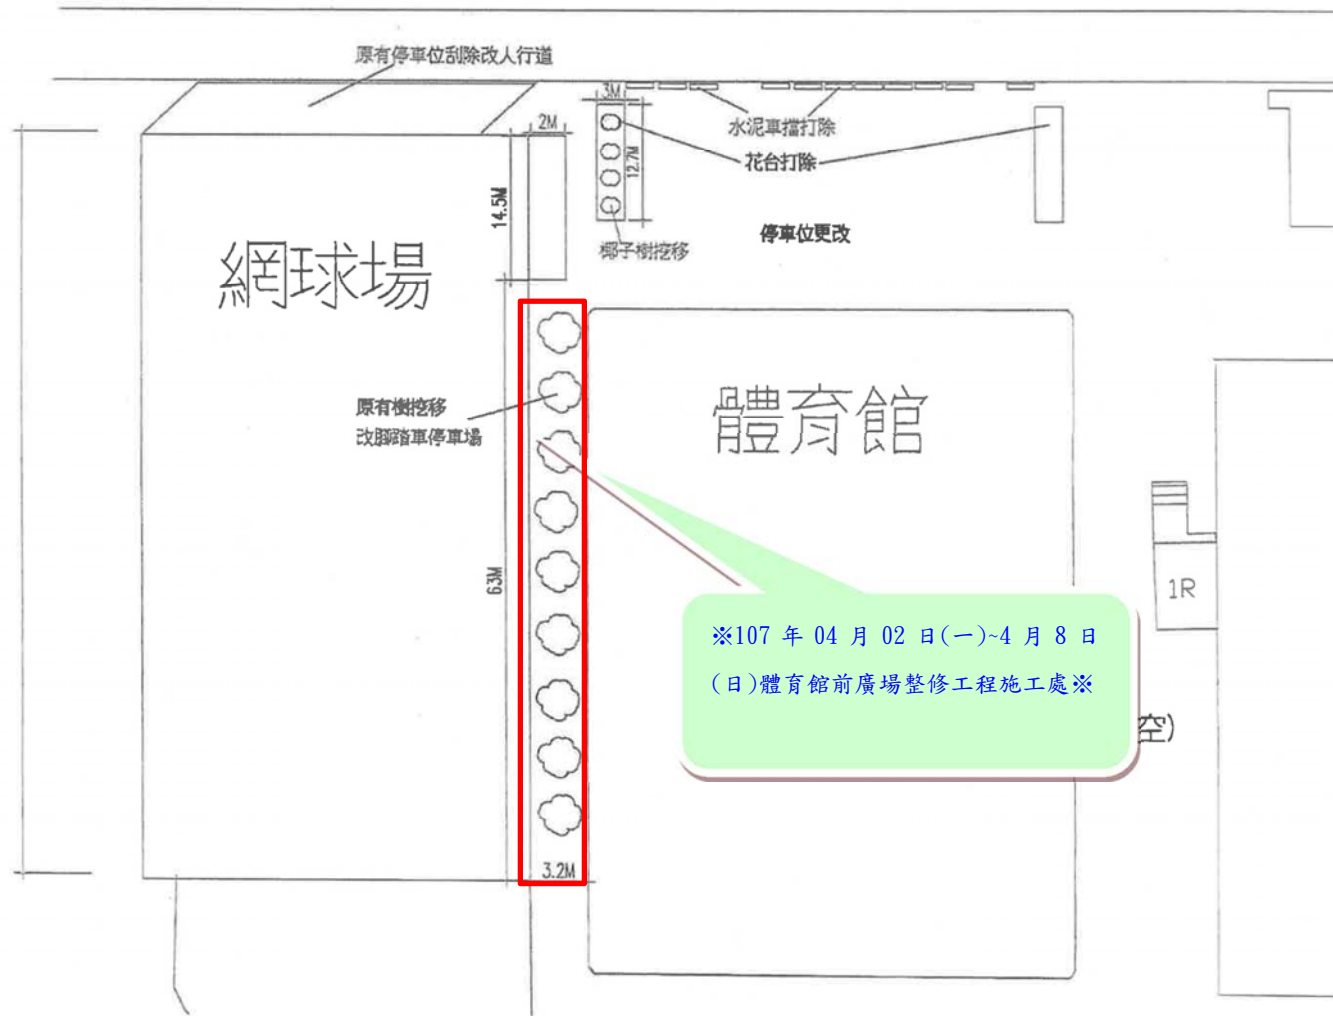 原有停車位刮除改人行道
3M
2M
水泥車擋打除
花台打除
12.7M
14.5M
停車位更改
椰子樹挖移
網球場
體育館
原有樹挖移
改腳踏車停車場
63M
1R
※107 年 04 月 02 日(一)~4 月 8 日
(日)體育館前廣場整修工程施工處※
空)
3.2M